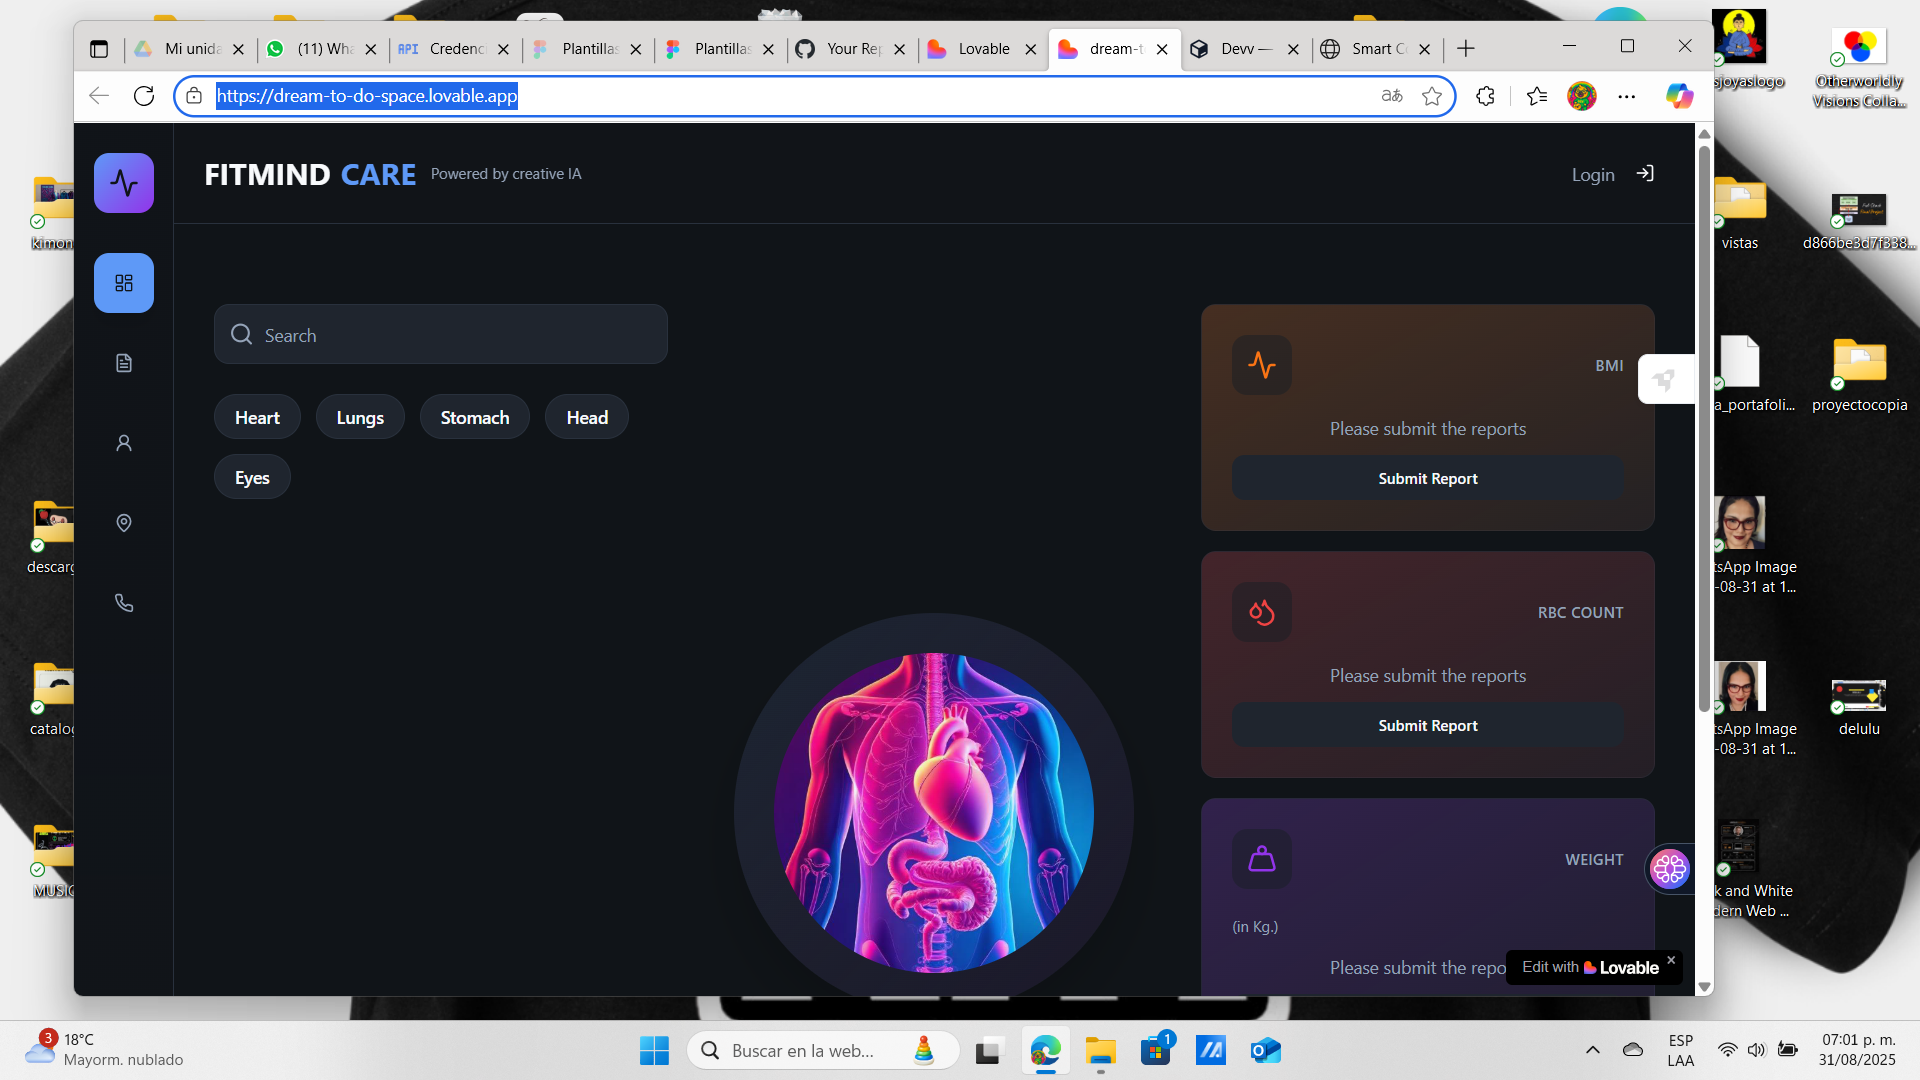 Mi unida
(11) Wha
API Credenci
Plantillas
Plantillas
Your Rep
Lovable
dream-t
Devv —
Smart C
https://dream-to-do-space.lovable.app
FITMIND CARE Powered by creative IA
Login
Search
Heart
Lungs
Stomach
Head
Eyes
BMI
Please submit the reports
Submit Report
RBC COUNT
Please submit the reports
Submit Report
WEIGHT
(in Kg.)
Please submit the repo
Edit with Lovable
kimon
descarg
catalog
MUSIC
sjoyaslogo
Otherworldly
Visions Colla...
vistas
d866be3d7f338...
a_portafoli...
proyectocopia
tsApp Image
-08-31 at 1...
tsApp Image
-08-31 at 1...
delulu
k and White
dern Web ...
3
18°C
Mayorm. nublado
Buscar en la web...
1
ESP
LAA
07:01 p. m.
31/08/2025